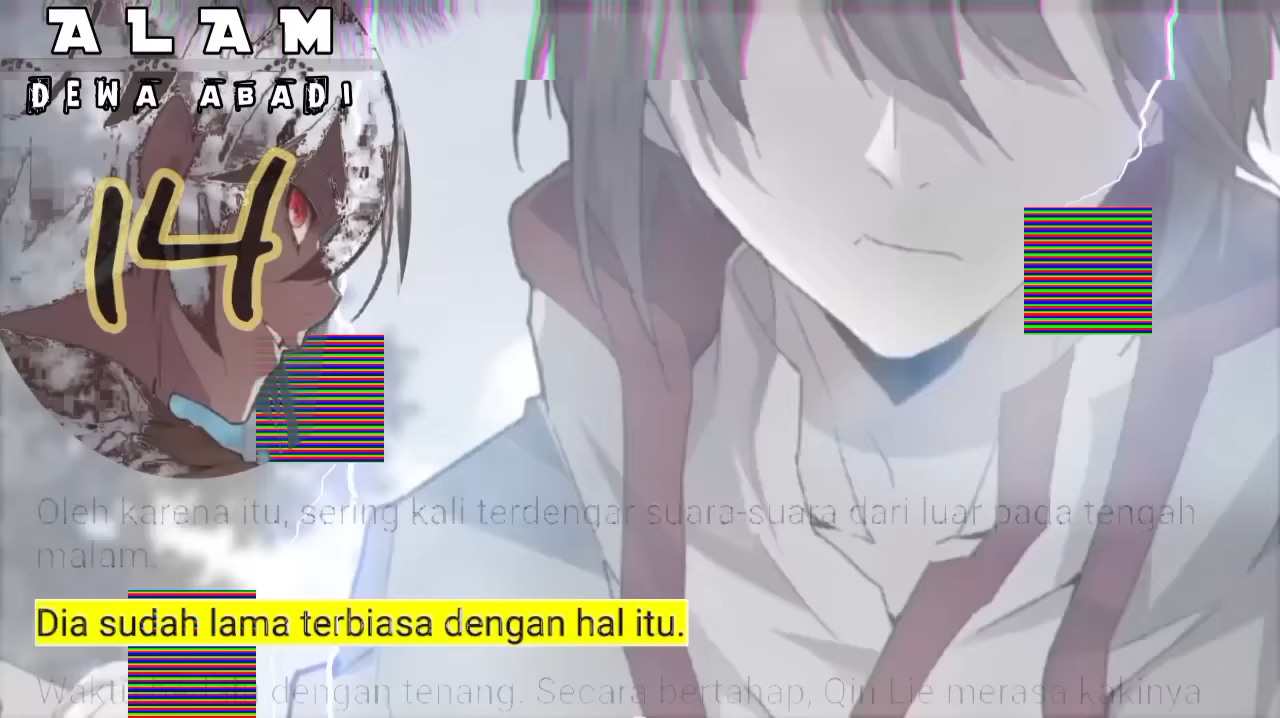 ALAM
DEWA ABADI
14
Oleh karena itu, sering kali terdengar suara-suara dari luar pada tengah
malam.
Dia sudah lama terbiasa dengan hal itu.
Waktu dengan tenang. Secara bertahap, Qin Lie merasa kakinya